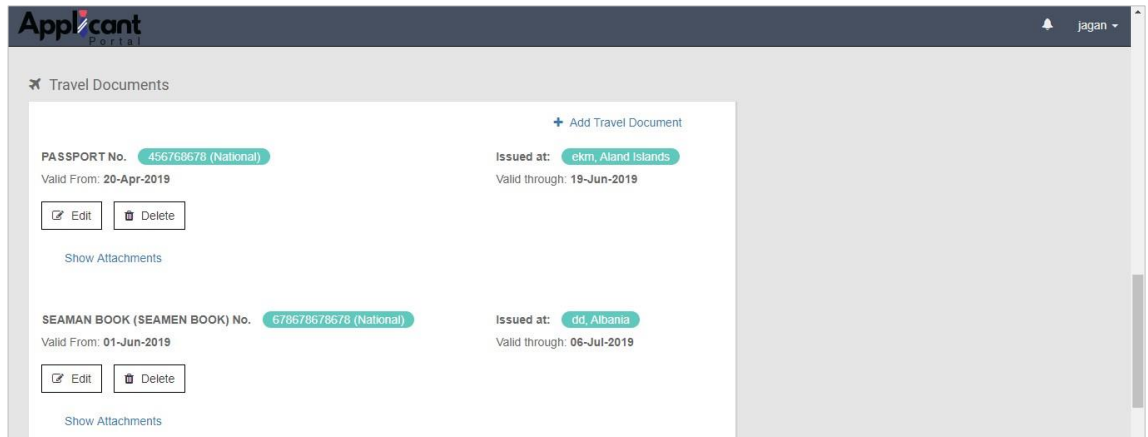 Applicant
Portal
jagan
Travel Documents
+ Add Travel Document
PASSPORT No. 456768678 (National) Issued at: ekm, Aland Islands
Valid From: 20-Apr-2019 Valid through: 19-Jun-2019
Edit Delete
Show Attachments
SEAMAN BOOK (SEAMEN BOOK) No. 678678678678 (National) Issued at: dd, Albania
Valid From: 01-Jun-2019 Valid through: 06-Jul-2019
Edit Delete
Show Attachments